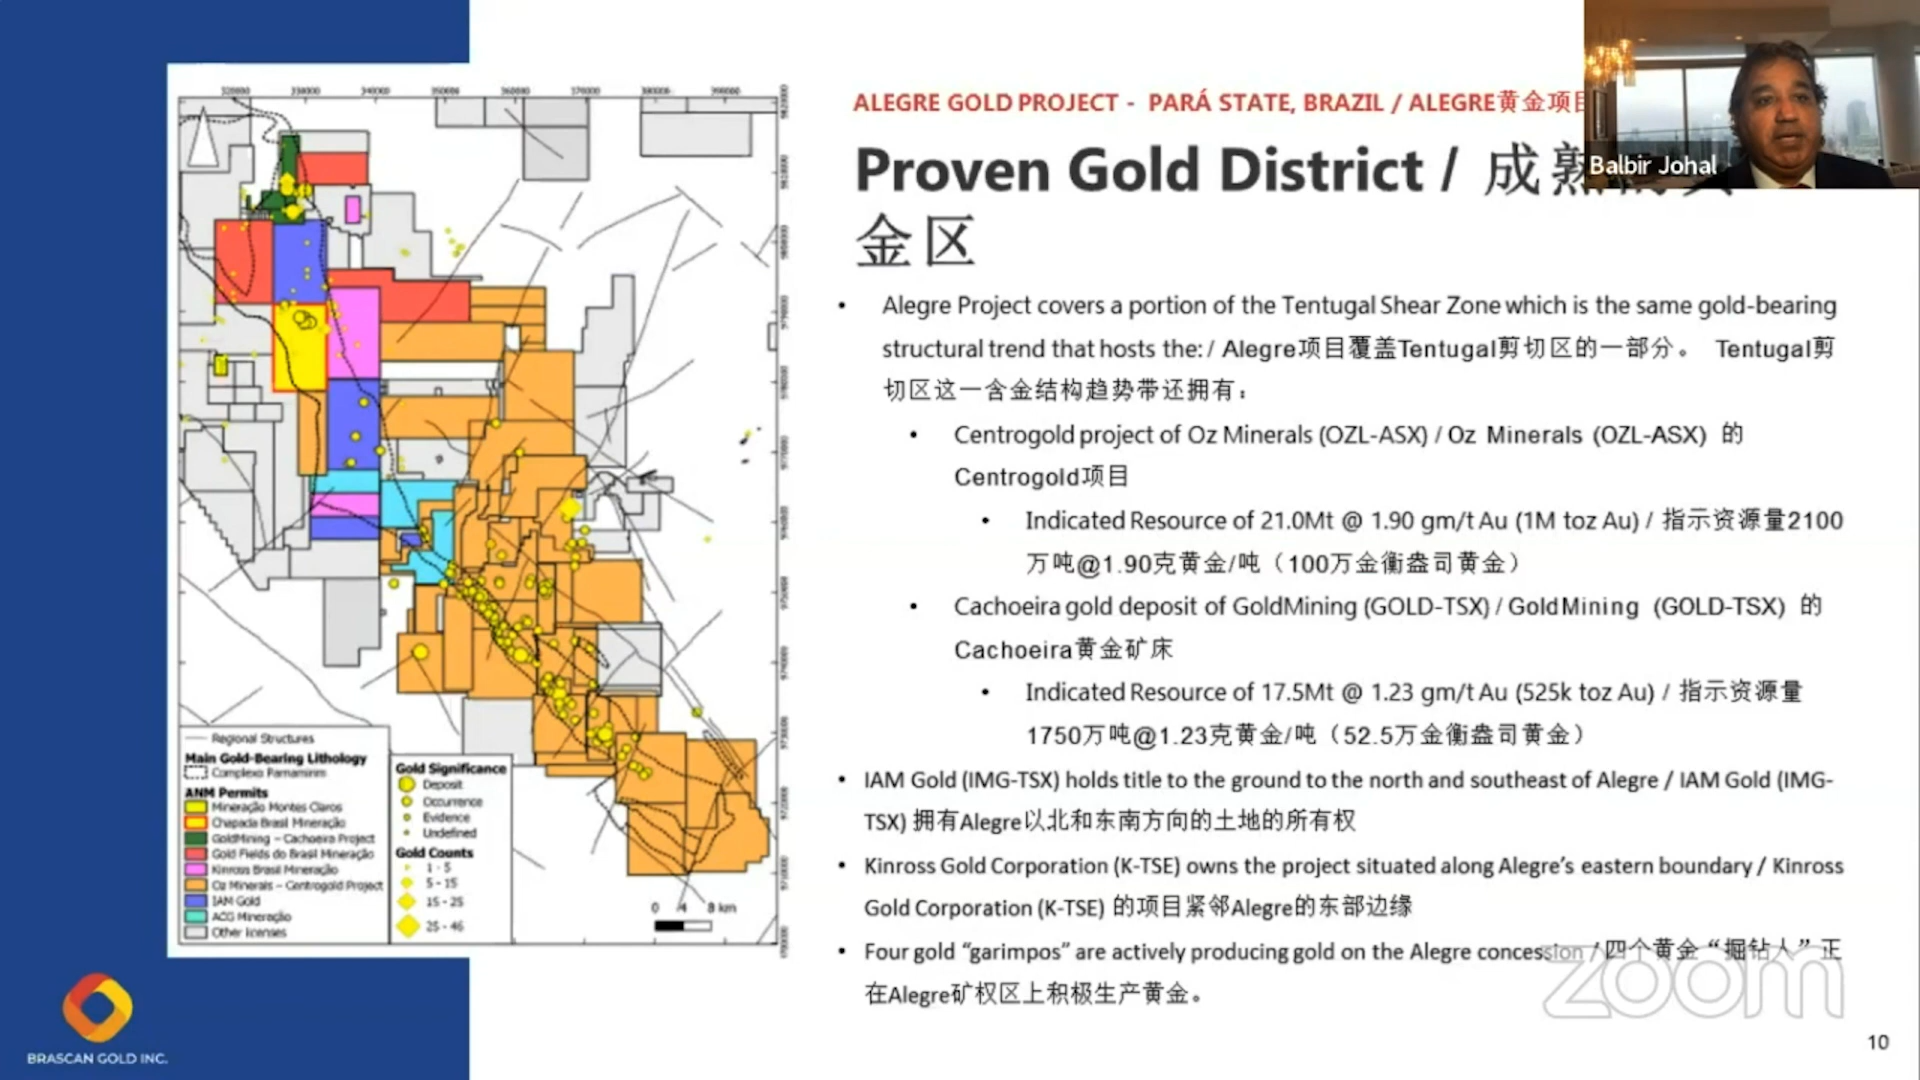 ALEGRE GOLD PROJECT - PARÁ STATE, BRAZIL / ALEGRE黄金项目
Balbir Johal
Proven Gold District / 成熟
金区
• Alegre Project covers a portion of the Tentugal Shear Zone which is the same gold-bearing
structural trend that hosts the: / Alegre项目覆盖Tentugal剪切区的一部分。 Tentugal剪
切区这一含金结构趋势带还拥有：
• Centrogold project of Oz Minerals (OZL-ASX) / Oz Minerals (OZL-ASX) 的
Centrogold项目
• Indicated Resource of 21.0Mt @ 1.90 gm/t Au (1M toz Au) / 指示资源量2100
万吨@1.90克黄金/吨（100万金衡盎司黄金）
• Cachoeira gold deposit of GoldMining (GOLD-TSX) / GoldMining (GOLD-TSX) 的
Cachoeira黄金矿床
• Indicated Resource of 17.5Mt @ 1.23 gm/t Au (525k toz Au) / 指示资源量
1750万吨@1.23克黄金/吨（52.5万金衡盎司黄金）
• IAM Gold (IMG-TSX) holds title to the ground to the north and southeast of Alegre / IAM Gold (IMG-
TSX) 拥有Alegre以北和东南方向的土地的所有权
• Kinross Gold Corporation (K-TSE) owns the project situated along Alegre’s eastern boundary / Kinross
Gold Corporation (K-TSE) 的项目紧邻Alegre的东部边缘
• Four gold “garimpos” are actively producing gold on the Alegre concession / 四个黄金“掘钻人”正
在Alegre矿权区上积极生产黄金。
zoom
10
320000 330000 340000 350000 360000 370000 380000 390000
Regional Structures
Main Gold-Bearing Lithology
Complexo Parnamirim
ANM Permits
Mineração Montes Claros
Chapada Brasil Mineração
GoldMining - Cachoeira Project
Gold Fields do Brasil Mineração
Kinross Brasil Mineração
Oz Minerals - Centrogold Project
IAM Gold
ACG Mineração
Other licenses
Gold Significance
Deposit
Occurrence
Evidence
Undefined
Gold Counts
1 - 5
5 - 15
15 - 25
25 - 46
0 4 8 km
BRASCAN GOLD INC.